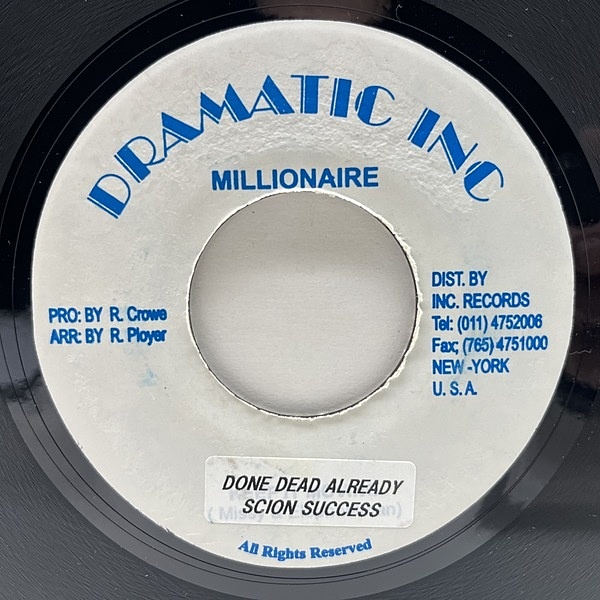 DRAMATIC INC
MILLIONAIRE
PRO: BY R. Crowe
ARR: BY R. Ployer
DIST. BY
INC. RECORDS
Tel: (011) 4752006
Fax; (765) 4751000
NEW-YORK
U. S. A.
DONE DEAD ALREADY
SCION SUCCESS
All Rights Reserved